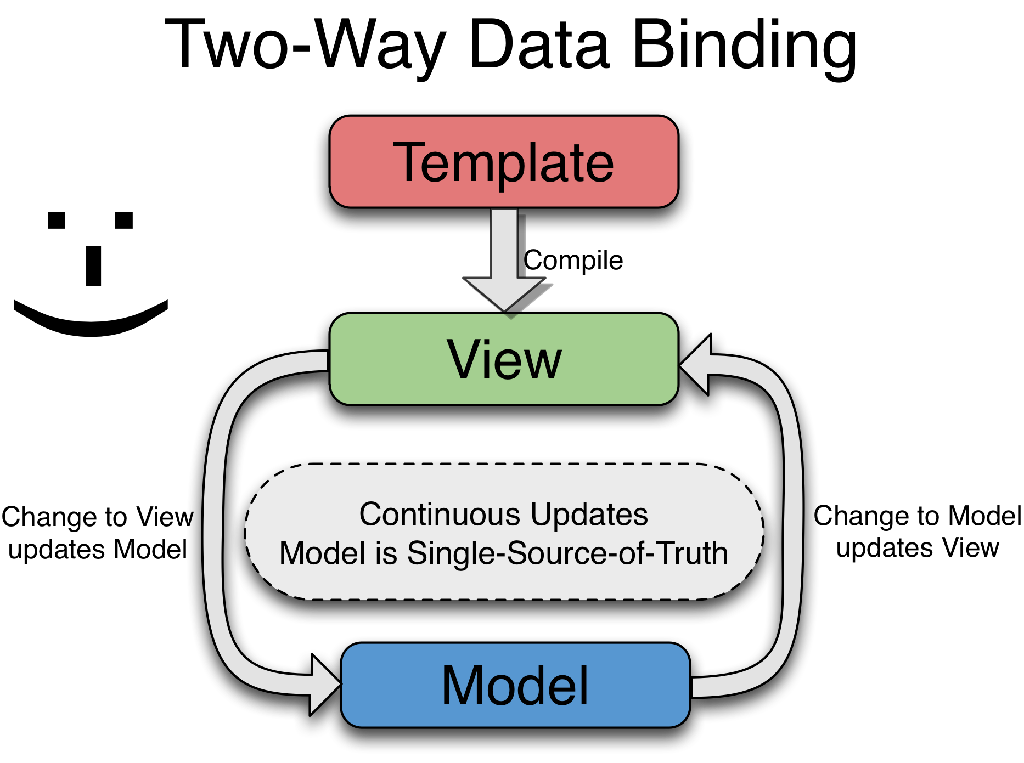 Two-Way Data Binding
Template
Compile
View
Change to View
updates Model
Continuous Updates
Model is Single-Source-of-Truth
Change to Model
updates View
Model